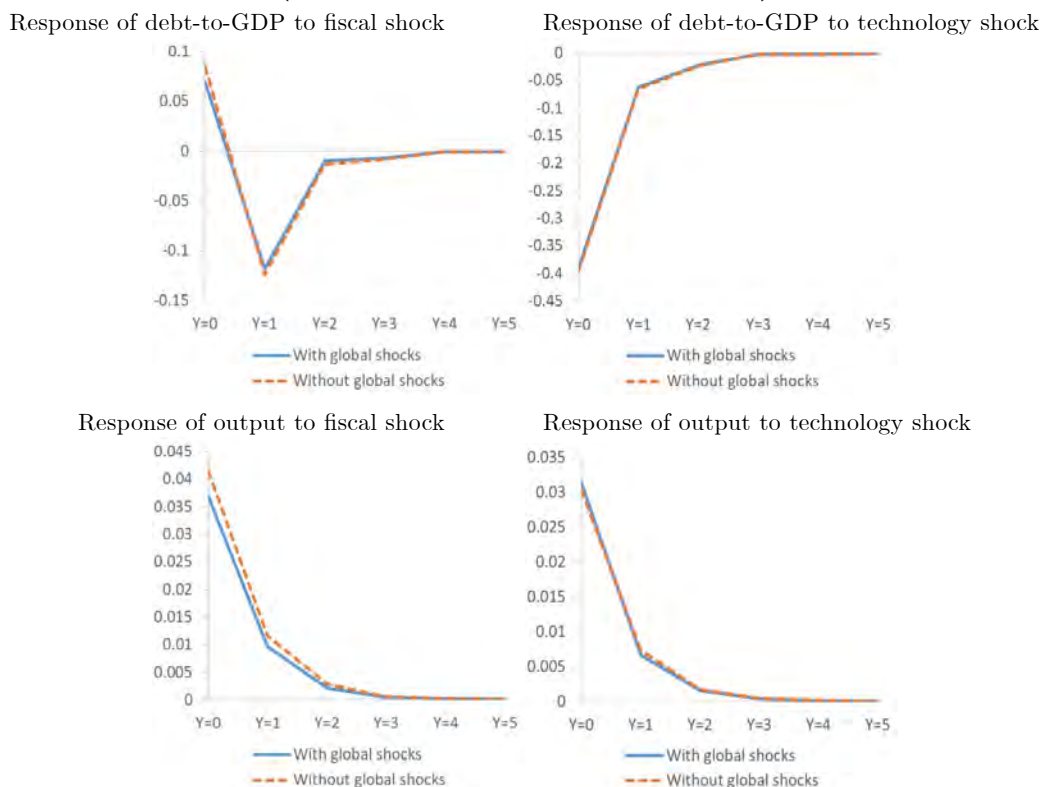 Response of debt-to-GDP to fiscal shock
0.1
0.05
0
-0.05
-0.1
-0.15
Y=0 Y=1 Y=2 Y=3 Y=4 Y=5
With global shocks
Without global shocks
Response of debt-to-GDP to technology shock
0
-0.05
-0.1
-0.15
-0.2
-0.25
-0.3
-0.35
-0.4
-0.45
Y=0 Y=1 Y=2 Y=3 Y=4 Y=5
With global shocks
Without global shocks
Response of output to fiscal shock
0.045
0.04
0.035
0.03
0.025
0.02
0.015
0.01
0.005
0
Y=0 Y=1 Y=2 Y=3 Y=4 Y=5
With global shocks
Without global shocks
Response of output to technology shock
0.035
0.03
0.025
0.02
0.015
0.01
0.005
0
Y=0 Y=1 Y=2 Y=3 Y=4 Y=5
With global shocks
Without global shocks